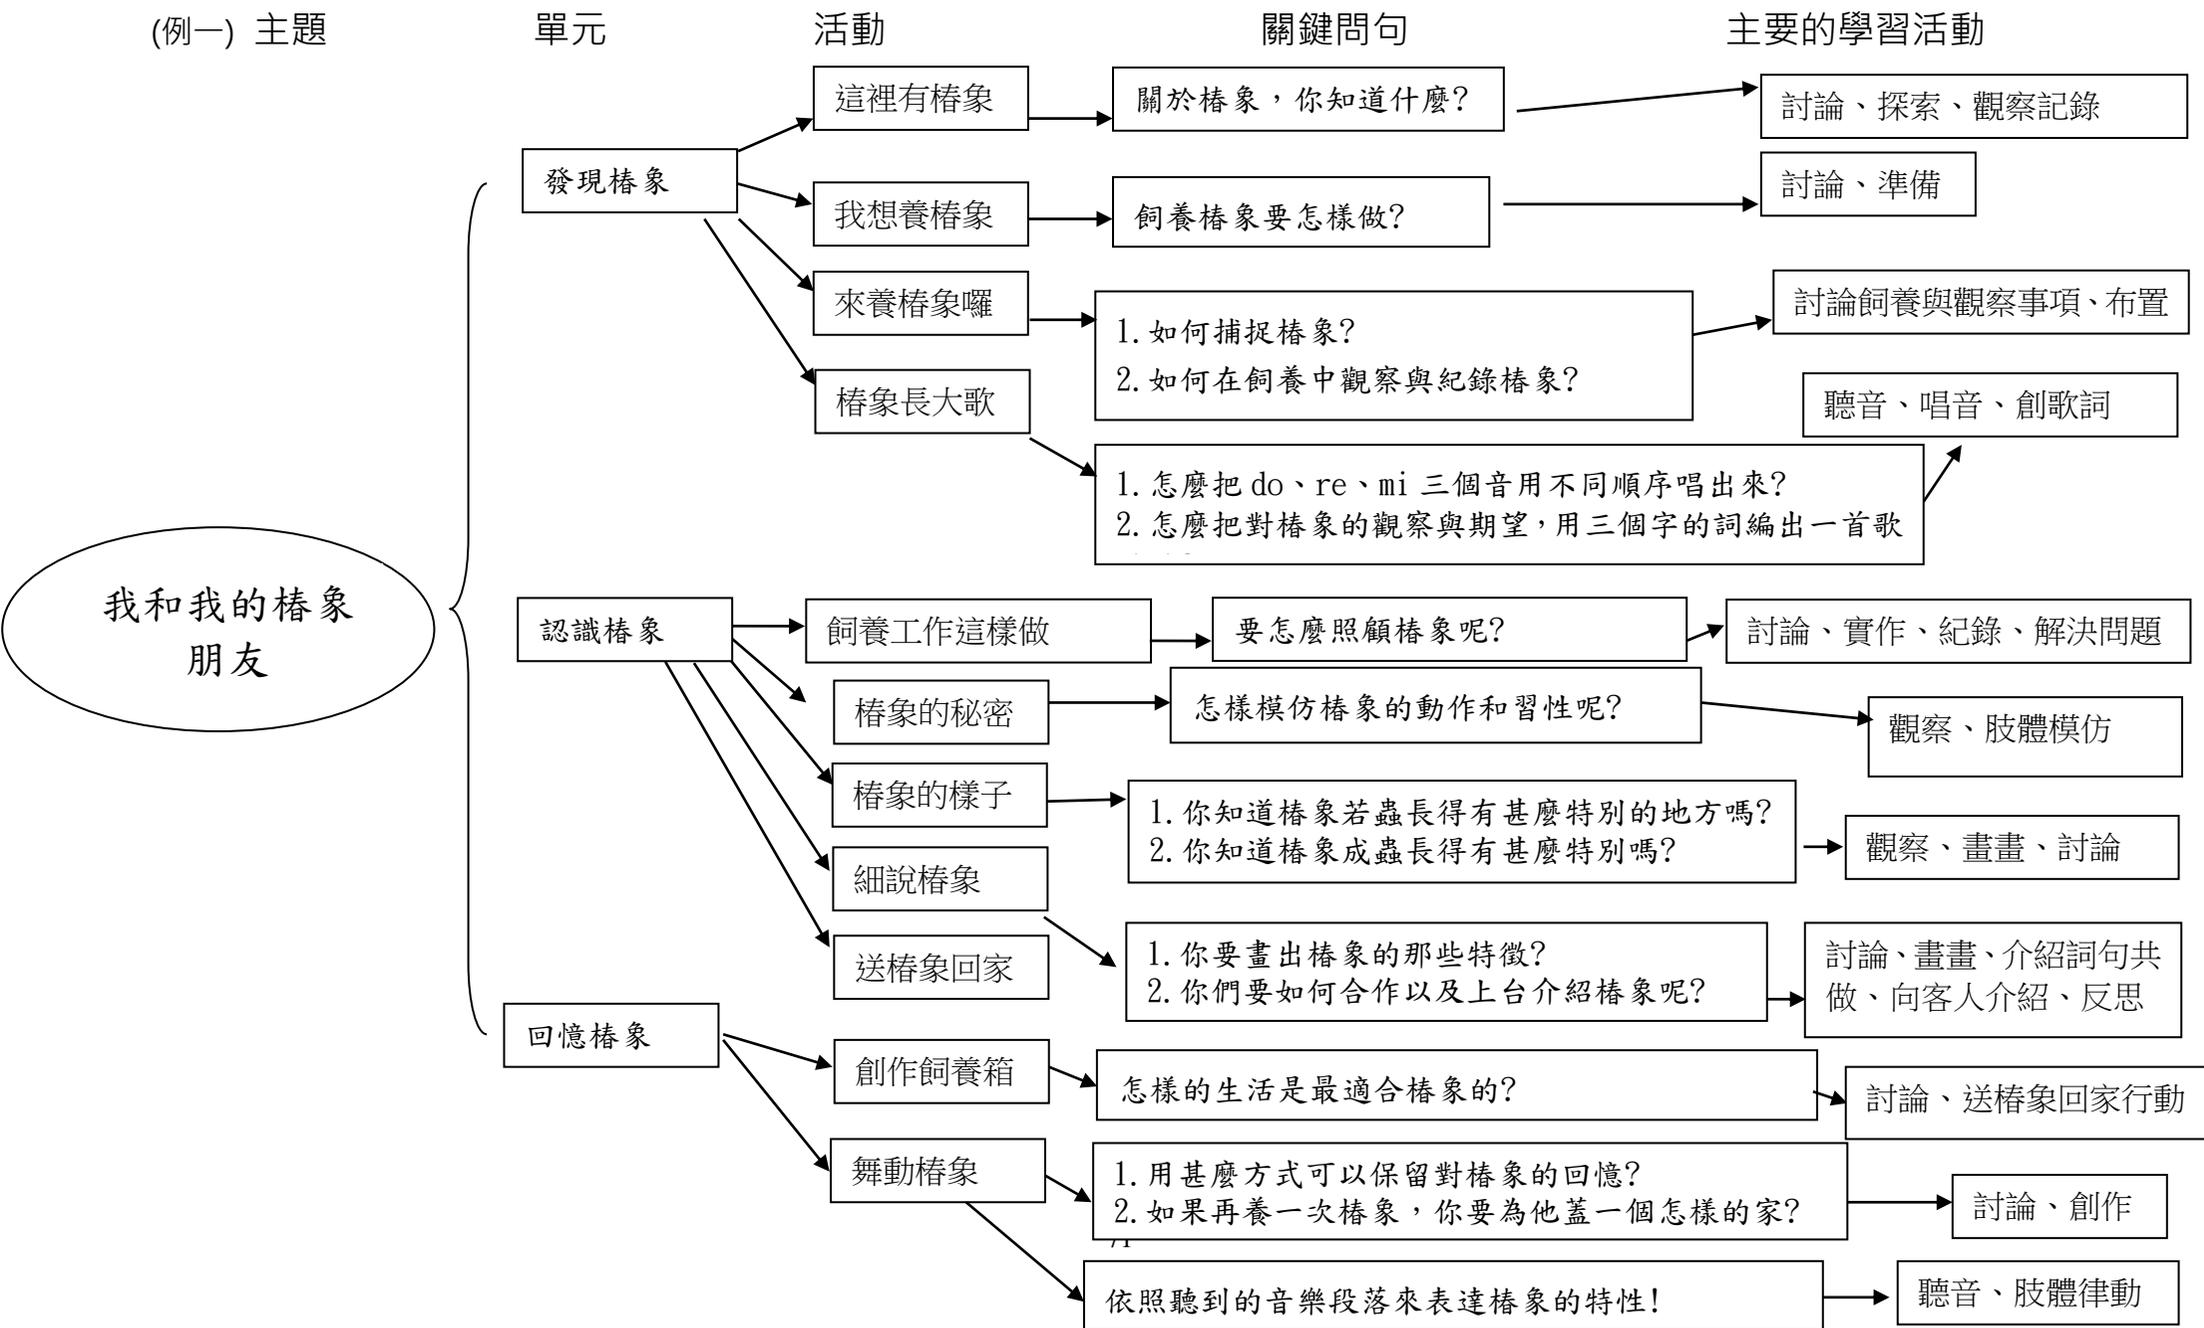 (例一) 主題 單元 活動 關鍵問句 主要的學習活動
這裡有椿象
關於椿象，你知道什麼?
討論、探索、觀察記錄
發現椿象
我想養椿象
飼養椿象要怎樣做?
討論、準備
來養椿象囉
1.如何捕捉椿象?
2.如何在飼養中觀察與紀錄椿象?
討論飼養與觀察事項、布置
椿象長大歌
1.怎麼把 do、re、mi 三個音用不同順序唱出來?
2.怎麼把對椿象的觀察與期望，用三個字的詞編出一首歌
聽音、唱音、創歌詞
我和我的椿象
朋友
認識椿象
飼養工作這樣做
要怎麼照顧椿象呢?
討論、實作、紀錄、解決問題
椿象的秘密
怎樣模仿椿象的動作和習性呢?
觀察、肢體模仿
椿象的樣子
1.你知道椿象若蟲長得有甚麼特別的地方嗎?
2.你知道椿象成蟲長得有甚麼特別嗎?
觀察、畫畫、討論
細說椿象
1.你要畫出椿象的那些特徵?
2.你們要如何合作以及上台介紹椿象呢?
討論、畫畫、介紹詞句共
做、向客人介紹、反思
送椿象回家
回憶椿象
創作飼養箱
怎樣的生活是最適合椿象的?
討論、送椿象回家行動
舞動椿象
1.用甚麼方式可以保留對椿象的回憶?
2.如果再養一次椿象，你要為他蓋一個怎樣的家?
討論、創作
依照聽到的音樂段落來表達椿象的特性!
聽音、肢體律動